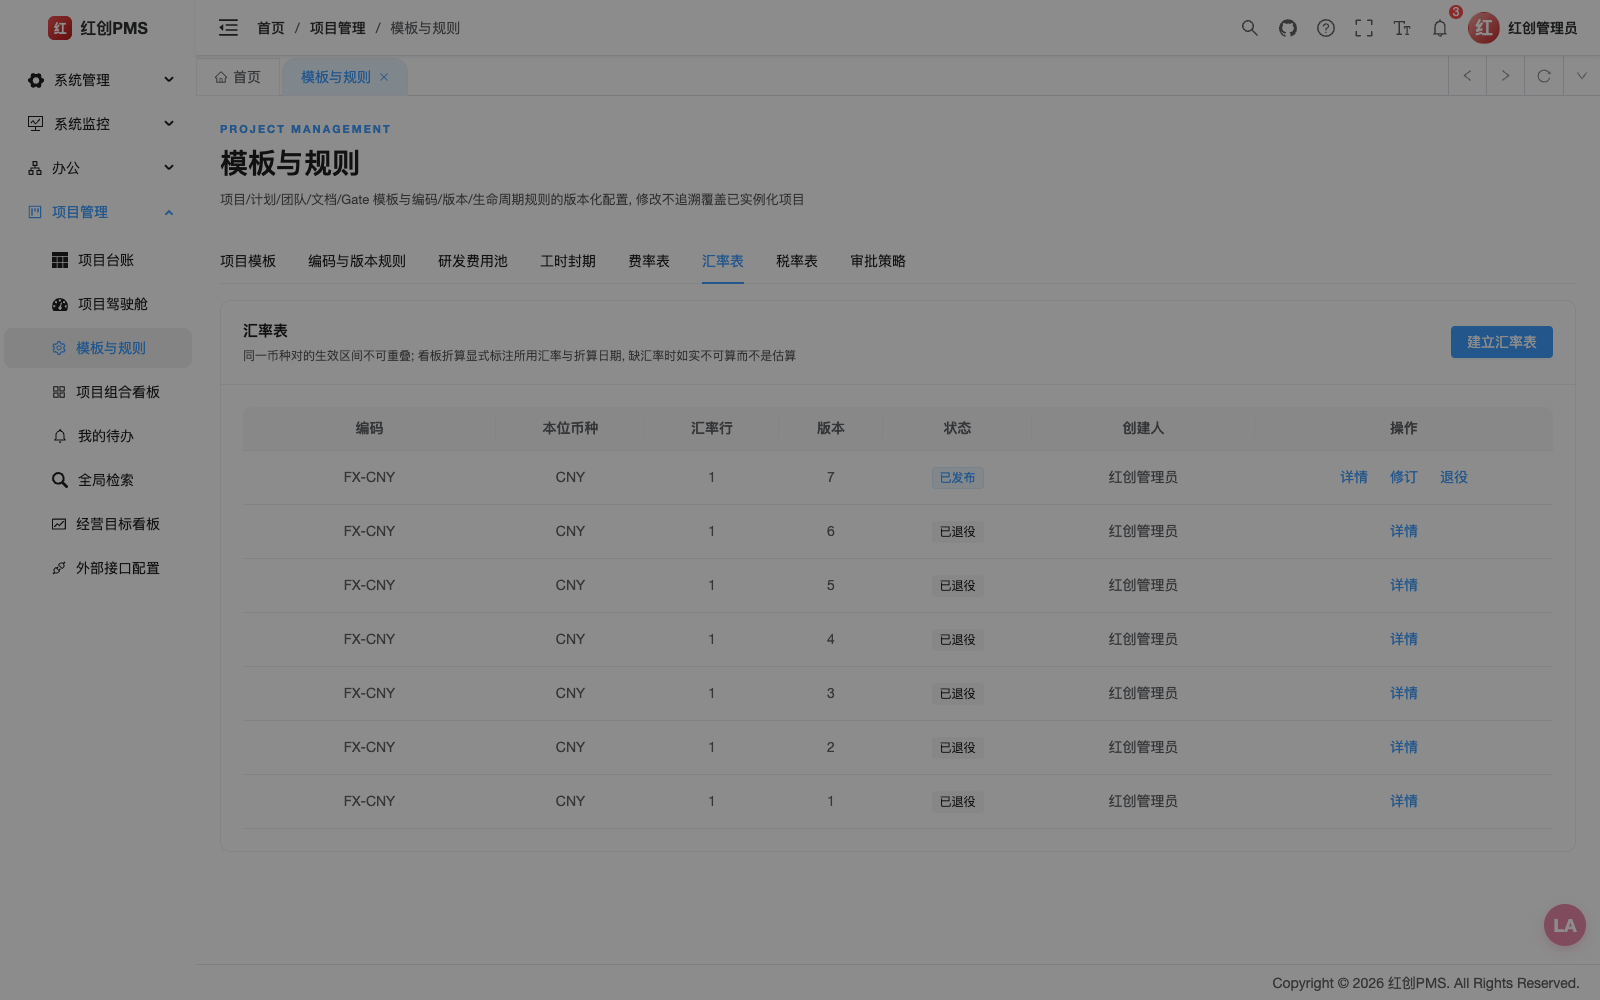 红 红创PMS
首页 / 项目管理 / 模板与规则
3
红 红创管理员
系统管理
系统监控
办公
项目管理
项目台账
项目驾驶舱
模板与规则
项目组合看板
我的待办
全局检索
经营目标看板
外部接口配置
首页
模板与规则
PROJECT MANAGEMENT
模板与规则
项目/计划/团队/文档/Gate 模板与编码/版本/生命周期规则的版本化配置, 修改不追溯覆盖已实例化项目
项目模板 编码与版本规则 研发费用池 工时封期 费率表 汇率表 税率表 审批策略
汇率表
同一币种对的生效区间不可重叠; 看板折算显式标注所用汇率与折算日期, 缺汇率时如实不可算而不是估算
建立汇率表
编码 本位币种 汇率行 版本 状态 创建人 操作
FX-CNY CNY 1 7 已发布 红创管理员 详情 修订 退役
FX-CNY CNY 1 6 已退役 红创管理员 详情
FX-CNY CNY 1 5 已退役 红创管理员 详情
FX-CNY CNY 1 4 已退役 红创管理员 详情
FX-CNY CNY 1 3 已退役 红创管理员 详情
FX-CNY CNY 1 2 已退役 红创管理员 详情
FX-CNY CNY 1 1 已退役 红创管理员 详情
LA
Copyright © 2026 红创PMS. All Rights Reserved.